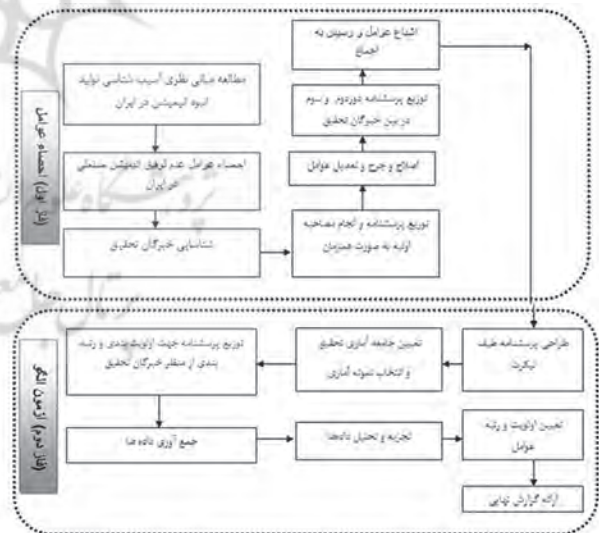 (فاز اول) احصاء عوامل
مطالعه مبانی نظری آسیب شناسی تولید
انبوه انیمیشن در ایران
احصاء عوامل عدم توفیق انیمیشن صنعتی
در ایران
شناسایی خبرگان تحقیق
توزیع پرسشنامه و انجام مصاحبه
اولیه به صورت همزمان
اصلاح و جرح و تعدیل عوامل
توزیع پرسشنامه دور دوم و سوم
در بین خبرگان تحقیق
اشباع عوامل و رسیدن به
اجماع
(فاز دوم) آزمون الگو
طراحی پرسشنامه طیف
لیکرت
تعیین جامعه آماری تحقیق
و انتخاب نمونه آماری
توزیع پرسشنامه جهت اولویت بندی و رتبه
بندی از منظر خبرگان تحقیق
جمع آوری داده ها
تجزیه و تحلیل داده‌ها
تعیین اولویت و رتبه
عوامل
ارائه گزارش نهایی